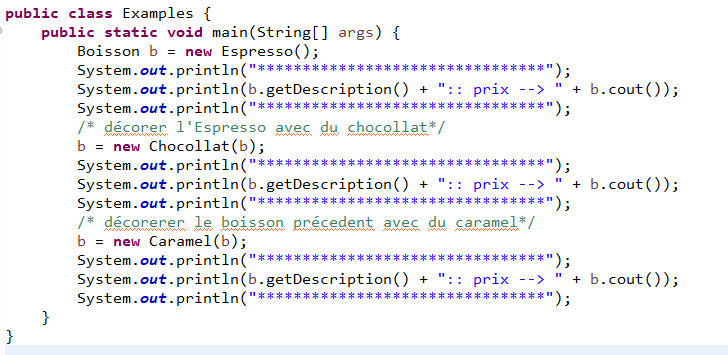 public class Examples {
public static void main(String[] args) {
Boisson b = new Espresso();
System.out.println("********************************");
System.out.println(b.getDescription() + ":: prix --> " + b.cout());
System.out.println("********************************");
/* décorer l'Espresso avec du chocollat*/
b = new Chocollat(b);
System.out.println("********************************");
System.out.println(b.getDescription() + ":: prix --> " + b.cout());
System.out.println("********************************");
/* décorerer le boisson précedent avec du caramel*/
b = new Caramel(b);
System.out.println("********************************");
System.out.println(b.getDescription() + ":: prix --> " + b.cout());
System.out.println("********************************");
}
}